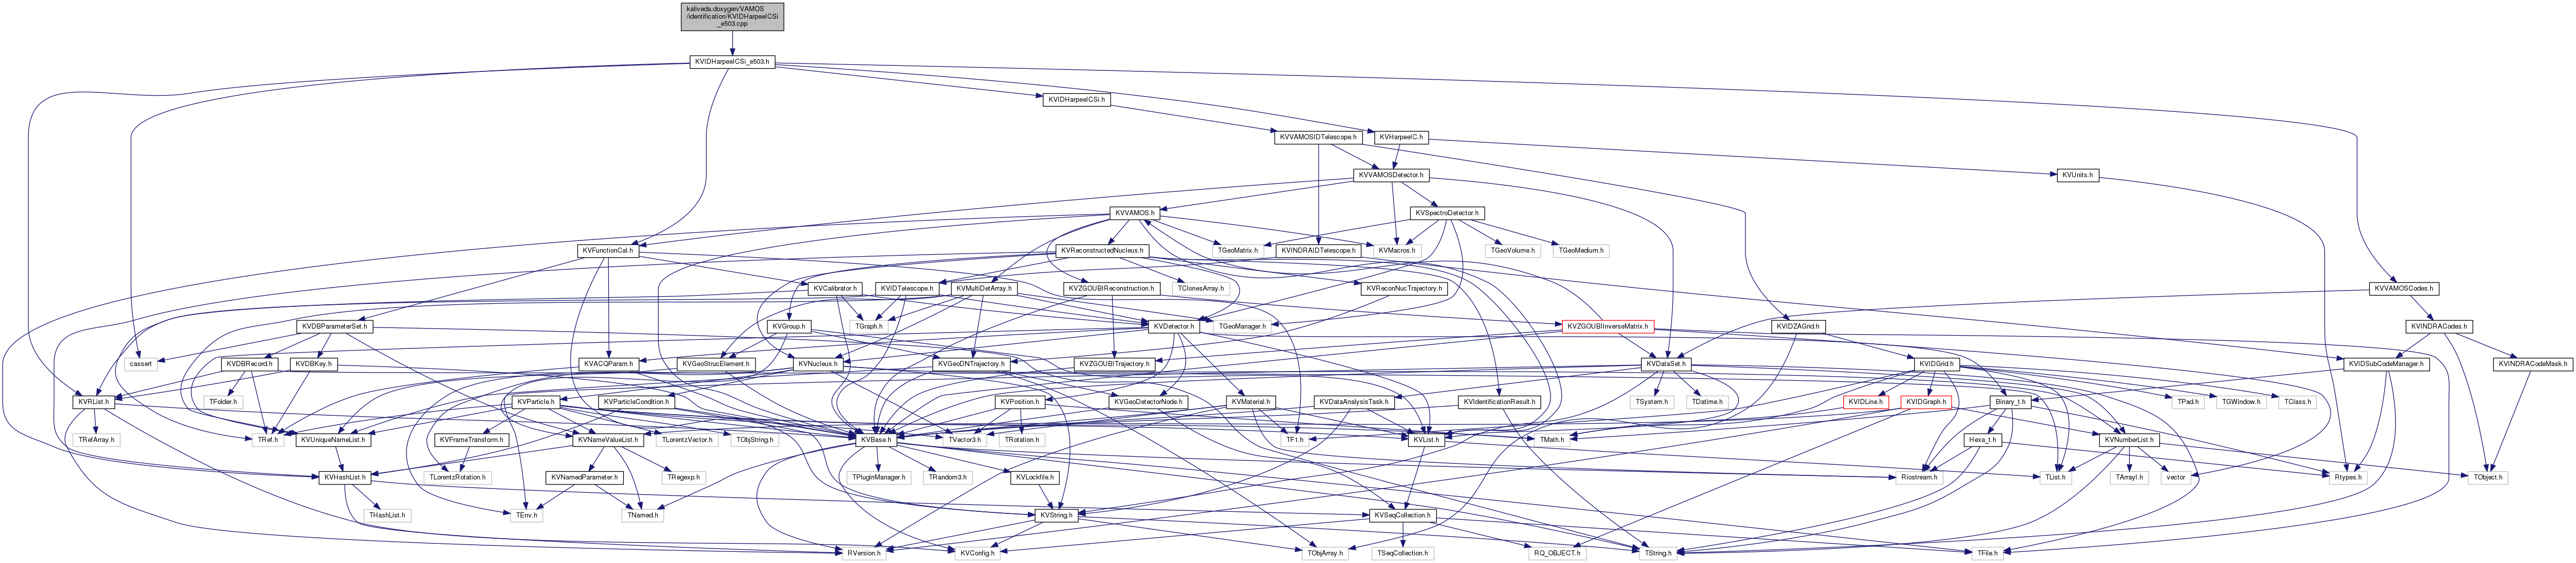 kaliveda.doxygen/VAMOS
/identification/KVIDHarpeeICSi
_e503.cpp
KVIDHarpeeICSi_e503.h
KVIDHarpeeICSi.h
KVVAMOSIDTelescope.h
KVHarpeeIC.h
KVVAMOSDetector.h
KVUnits.h
KVVAMOS.h
KVSpectroDetector.h
KVFunctionCal.h
KVReconstructedNucleus.h
TGeoMatrix.h
KVINDRAIDTelescope.h
KVMacros.h
TGeoVolume.h
TGeoMedium.h
KVCalibrator.h
KVIDTelescope.h
KVMultiDetArray.h
KVZGOUBIReconstruction.h
TClonesArray.h
KVReconNucTrajectory.h
KVVAMOSCodes.h
KVDBParameterSet.h
TGraph.h
KVGroup.h
KVDetector.h
TGeoManager.h
KVZGOUBIInverseMatrix.h
KVIDZAGrid.h
KVINDRACodes.h
cassert
KVDBRecord.h
KVDBKey.h
KVACQParam.h
KVGeoStrucElement.h
KVNucleus.h
KVGeoDNTrajectory.h
KVZGOUBITrajectory.h
KVDataSet.h
KVIDGrid.h
KVIDSubCodeManager.h
KVINDRACodeMask.h
KVRList.h
TFolder.h
KVParticle.h
KVParticleCondition.h
KVPosition.h
KVGeoDetectorNode.h
KVMaterial.h
KVDataAnalysisTask.h
KVIdentificationResult.h
TSystem.h
TDatime.h
KVIDLine.h
KVIDGraph.h
Binary_t.h
TPad.h
TGWindow.h
TClass.h
TRefArray.h
TRef.h
KVUniqueNameList.h
KVFrameTransform.h
KVNameValueList.h
TLorentzVector.h
TObjString.h
KVBase.h
TVector3.h
TRotation.h
TF1.h
KVList.h
TMath.h
Hexa_t.h
KVNumberList.h
KVHashList.h
TLorentzRotation.h
KVNamedParameter.h
TRegexp.h
TPluginManager.h
TRandom3.h
KVLockfile.h
Riostream.h
TList.h
TArrayI.h
vector
Rtypes.h
TObject.h
THashList.h
TEnv.h
TNamed.h
KVString.h
KVSeqCollection.h
RVersion.h
KVConfig.h
TObjArray.h
TSeqCollection.h
RQ_OBJECT.h
TString.h
TFile.h